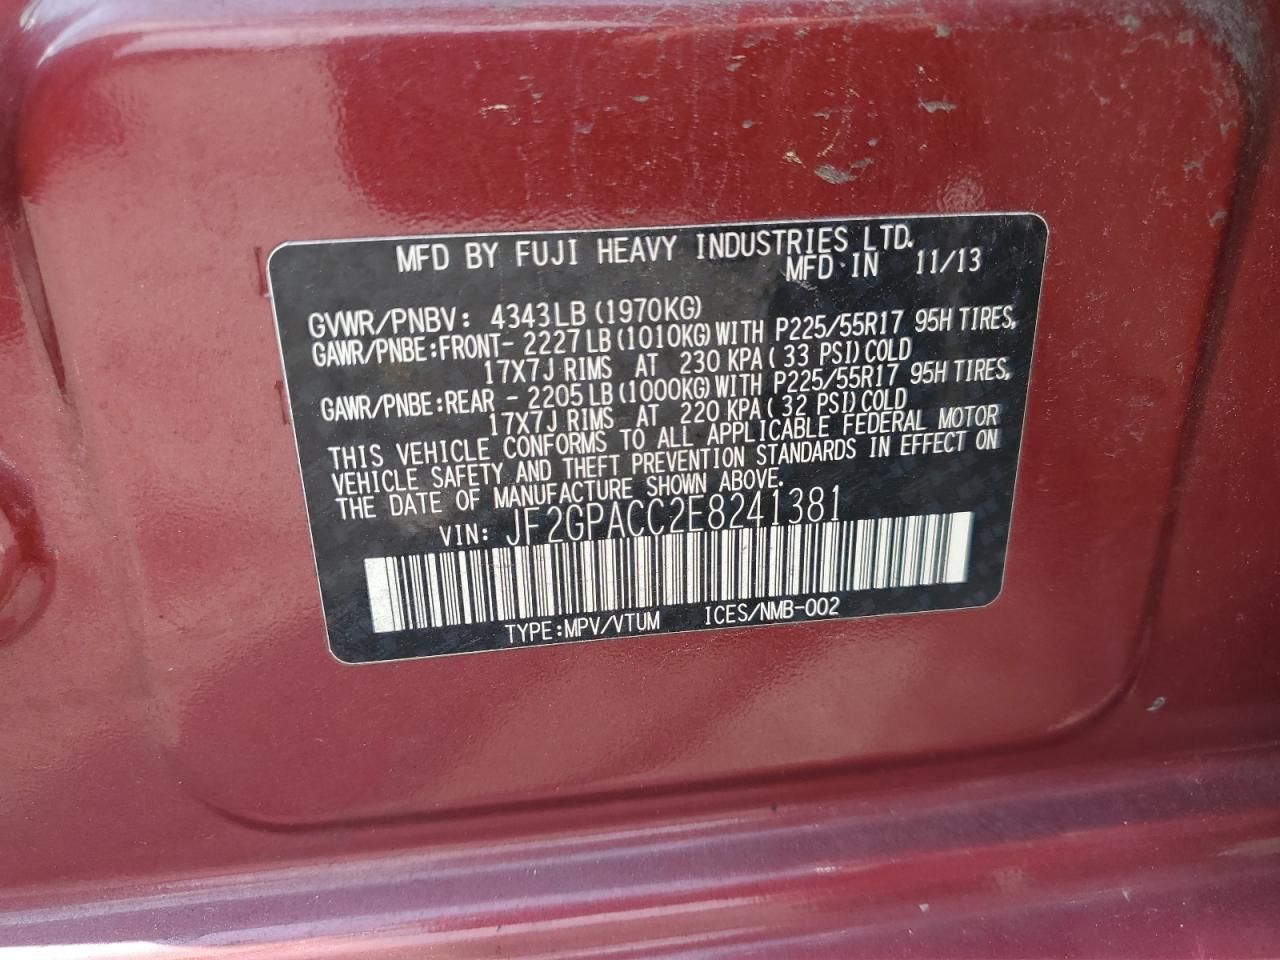 MFD BY FUJI HEAVY INDUSTRIES LTD.
MFD IN 11/13
GVWR/PNBV: 4343LB (1970KG)
GAWR/PNBE:FRONT- 2227LB (1010KG) WITH P225/55R17 95H TIRES,
17X7J RIMS AT 230 KPA (33 PSI) COLD
GAWR/PNBE:REAR - 2205LB (1000KG) WITH P225/55R17 95H TIRES,
17X7J RIMS AT 220 KPA (32 PSI) COLD
THIS VEHICLE CONFORMS TO ALL APPLICABLE FEDERAL MOTOR
VEHICLE SAFETY AND THEFT PREVENTION STANDARDS IN EFFECT ON
THE DATE OF MANUFACTURE SHOWN ABOVE.
VIN: JF2GPACC2E8241381
TYPE:MPV/VTUM ICES/NMB-002